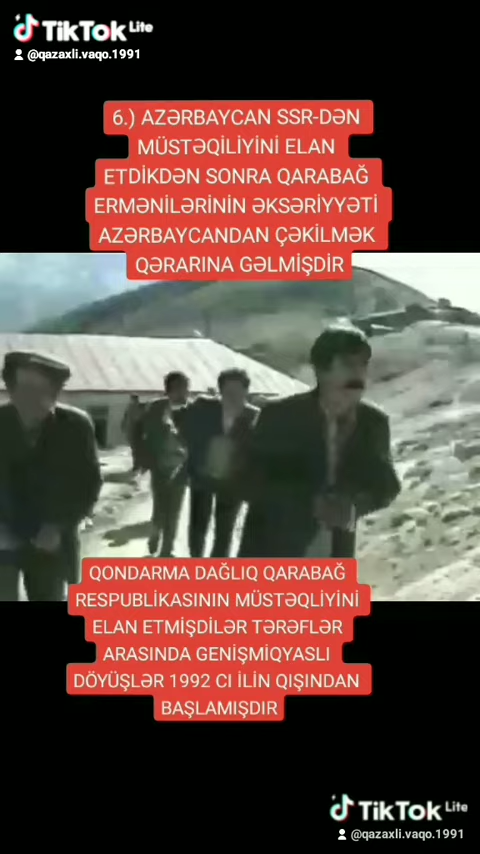 TikTok Lite
@qazaxli.vaqo.1991
6.) AZƏRBAYCAN SSR-DƏN
MÜSTƏQİLİYİNİ ELAN
ETDİKDƏN SONRA QARABAĞ
ERMƏNİLƏRİNİN ƏKSƏRİYYƏTİ
AZƏRBAYCANDAN ÇƏKİLMƏK
QƏRARINA GƏLMİŞDİR
QONDARMA DAĞLIQ QARABAĞ
RESPUBLİKASININ MÜSTƏQLİYİNİ
ELAN ETMİŞDİLƏR TƏRƏFLƏR
ARASINDA GENİŞMİQYASLI
DÖYÜŞLƏR 1992 CI İLİN QIŞINDAN
BAŞLAMIŞDIR
TikTok Lite
@qazaxli.vaqo.1991